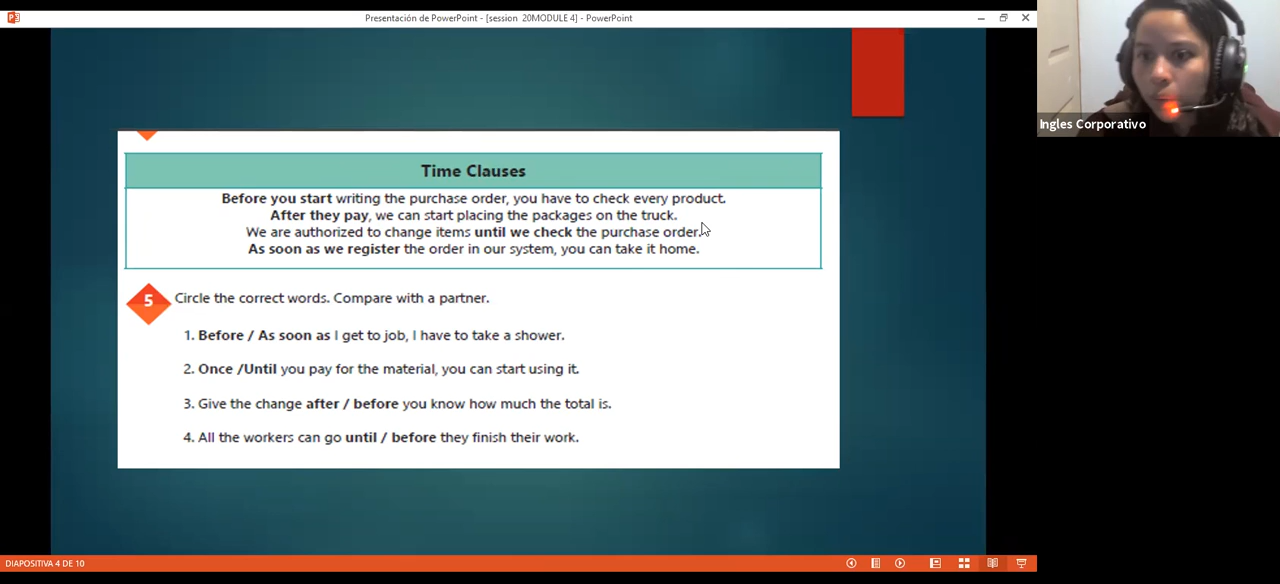 Presentación de PowerPoint - [session 20MODULE 4] - PowerPoint
Ingles Corporativo
Time Clauses
Before you start writing the purchase order, you have to check every product.
After they pay, we can start placing the packages on the truck.
We are authorized to change items until we check the purchase order.
As soon as we register the order in our system, you can take it home.
5 Circle the correct words. Compare with a partner.
1. Before / As soon as I get to job, I have to take a shower.
2. Once /Until you pay for the material, you can start using it.
3. Give the change after / before you know how much the total is.
4. All the workers can go until / before they finish their work.
DIAPOSITIVA 4 DE 10